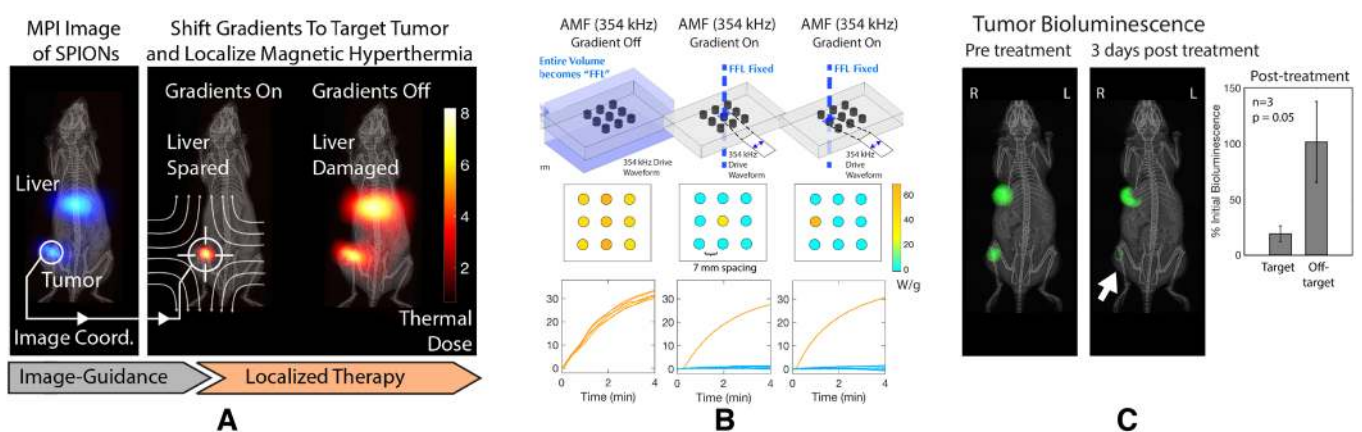 MPI Image
of SPIONs
Shift Gradients To Target Tumor
and Localize Magnetic Hyperthermia
Liver
Tumor
Image Coord.
Gradients On
Liver
Spared
Gradients Off
Liver
Damaged
8
6
4
2
Thermal
Dose
Image-Guidance
Localized Therapy
A
AMF (354 kHz)
Gradient Off
AMF (354 kHz)
Gradient On
AMF (354 kHz)
Gradient On
Entire Volume
becomes "FFL"
FFL Fixed
FFL Fixed
rm
354 kHz Drive
Waveform
354 kHz
Drive
Waveform
354 kHz
Drive
Waveform
7 mm spacing
60
40
20
0
W/g
30
20
10
0
0 2 4
Time (min)
30
20
10
0
0 2 4
Time (min)
30
20
10
0
0 2 4
Time (min)
B
Tumor Bioluminescence
Pre treatment
3 days post treatment
R L
R L
Post-treatment
n=3
p = 0.05
% Initial Bioluminescence
150
100
50
0
Target
Off-
target
C